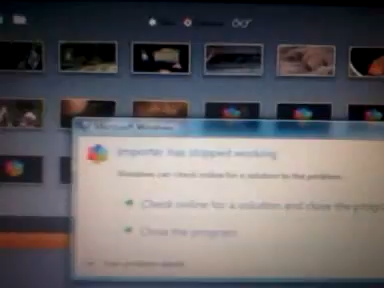 Microsoft Windows
Importer has stopped working
Windows can check online for a solution to the problem.
Check online for a solution and close the progr
Close the program